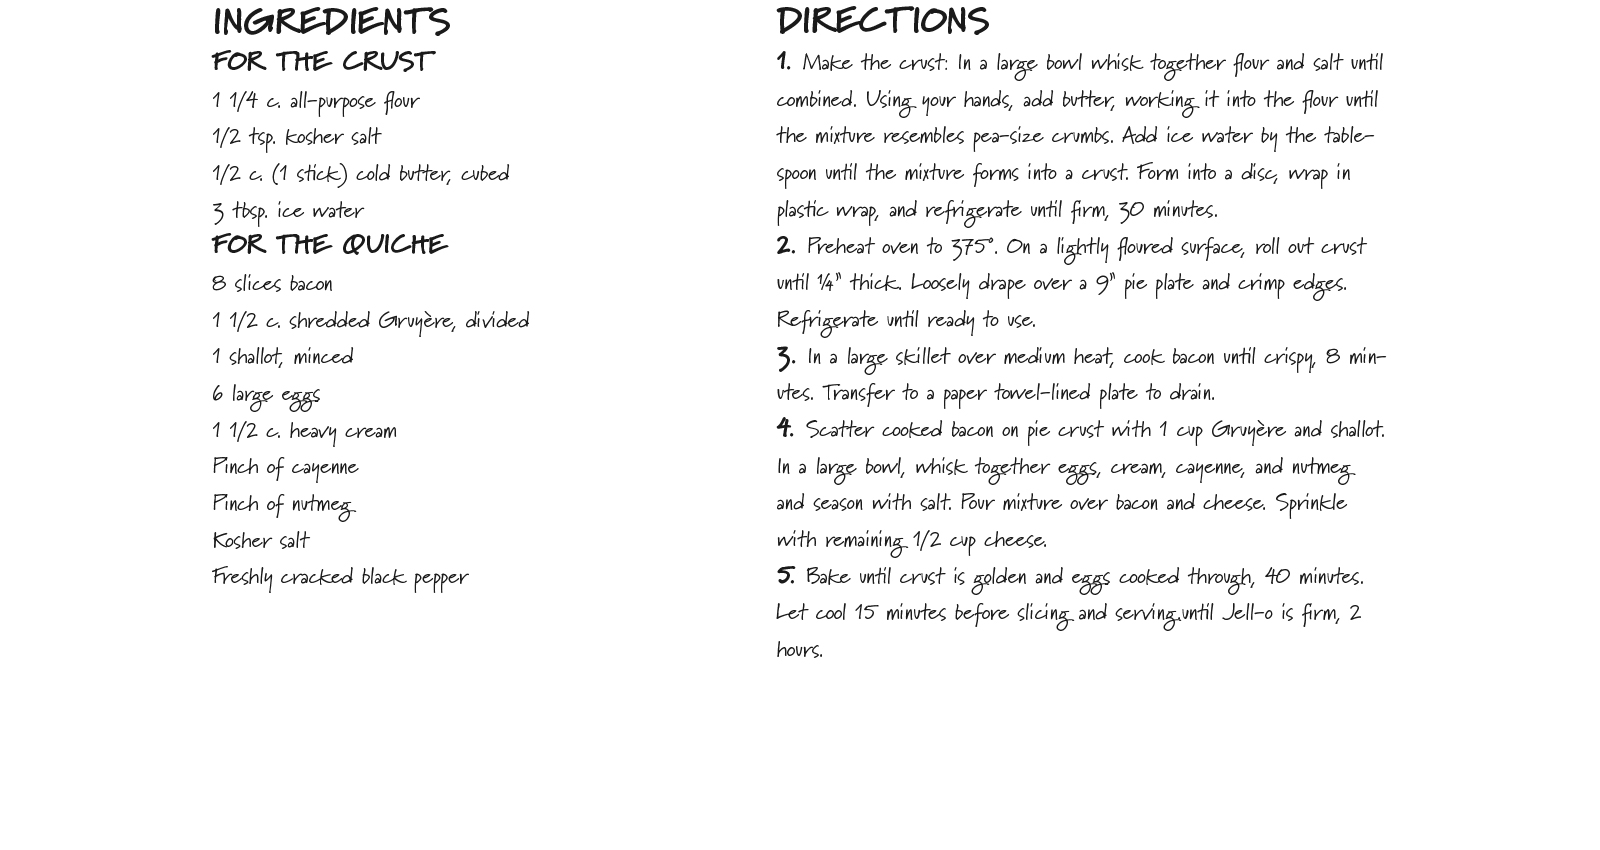 INGREDIENTS
FOR THE CRUST
1 1/4 c. all-purpose flour
1/2 tsp. kosher salt
1/2 c. (1 stick) cold butter, cubed
3 tbsp. ice water
FOR THE QUICHE
8 slices bacon
1 1/2 c. shredded Gruyère, divided
1 shallot, minced
6 large eggs
1 1/2 c. heavy cream
Pinch of cayenne
Pinch of nutmeg
Kosher salt
Freshly cracked black pepper
DIRECTIONS
1. Make the crust: In a large bowl whisk together flour and salt until
combined. Using your hands, add butter, working it into the flour until
the mixture resembles pea-size crumbs. Add ice water by the table-
spoon until the mixture forms into a crust. Form into a disc, wrap in
plastic wrap, and refrigerate until firm, 30 minutes.
2. Preheat oven to 375°. On a lightly floured surface, roll out crust
until ¼" thick. Loosely drape over a 9" pie plate and crimp edges.
Refrigerate until ready to use.
3. In a large skillet over medium heat, cook bacon until crispy, 8 min-
utes. Transfer to a paper towel-lined plate to drain.
4. Scatter cooked bacon on pie crust with 1 cup Gruyère and shallot.
In a large bowl, whisk together eggs, cream, cayenne, and nutmeg
and season with salt. Pour mixture over bacon and cheese. Sprinkle
with remaining 1/2 cup cheese.
5. Bake until crust is golden and eggs cooked through, 40 minutes.
Let cool 15 minutes before slicing and serving.until Jell-o is firm, 2
hours.